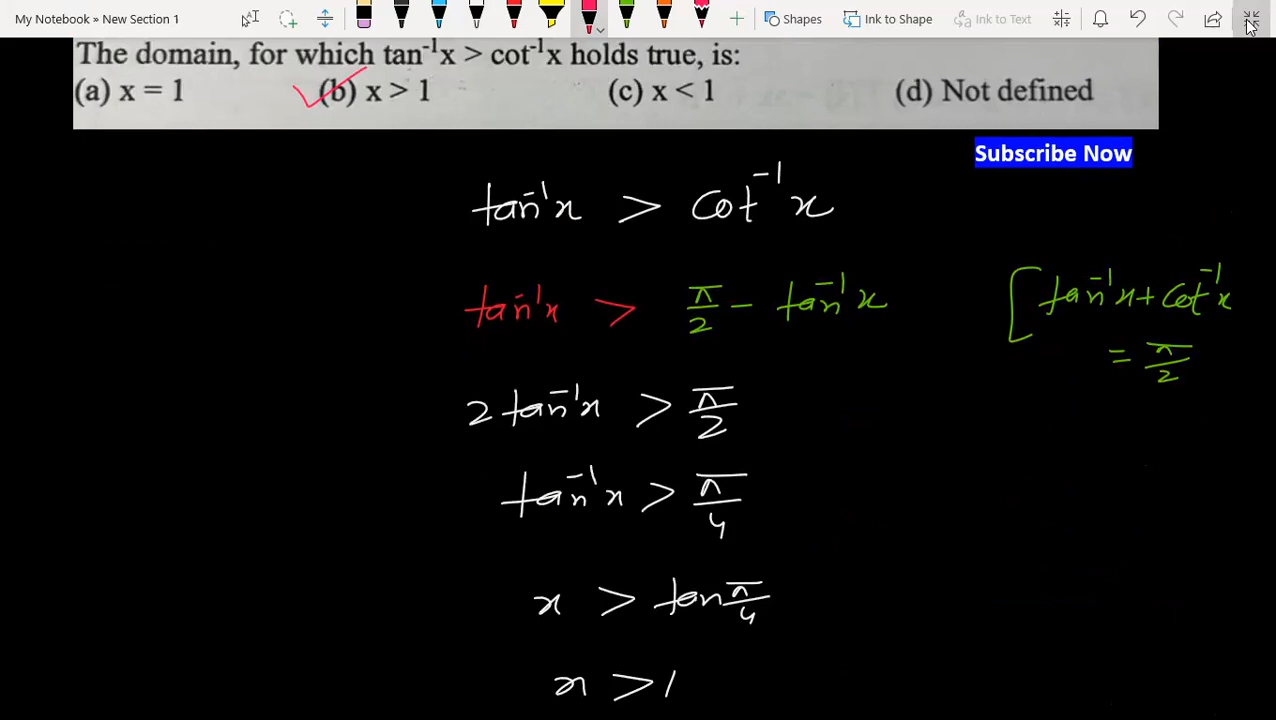 My Notebook » New Section 1
Shapes Ink to Shape Ink to Text
The domain, for which tan⁻¹x > cot⁻¹x holds true, is:
(a) x = 1 (b) x > 1 (c) x < 1 (d) Not defined
Subscribe Now
tan⁻¹x > cot⁻¹x
tan⁻¹x > π/2 - tan⁻¹x [tan⁻¹x + cot⁻¹x
= π/2
2 tan⁻¹x > π/2
tan⁻¹x > π/4
x > tan π/4
x > 1